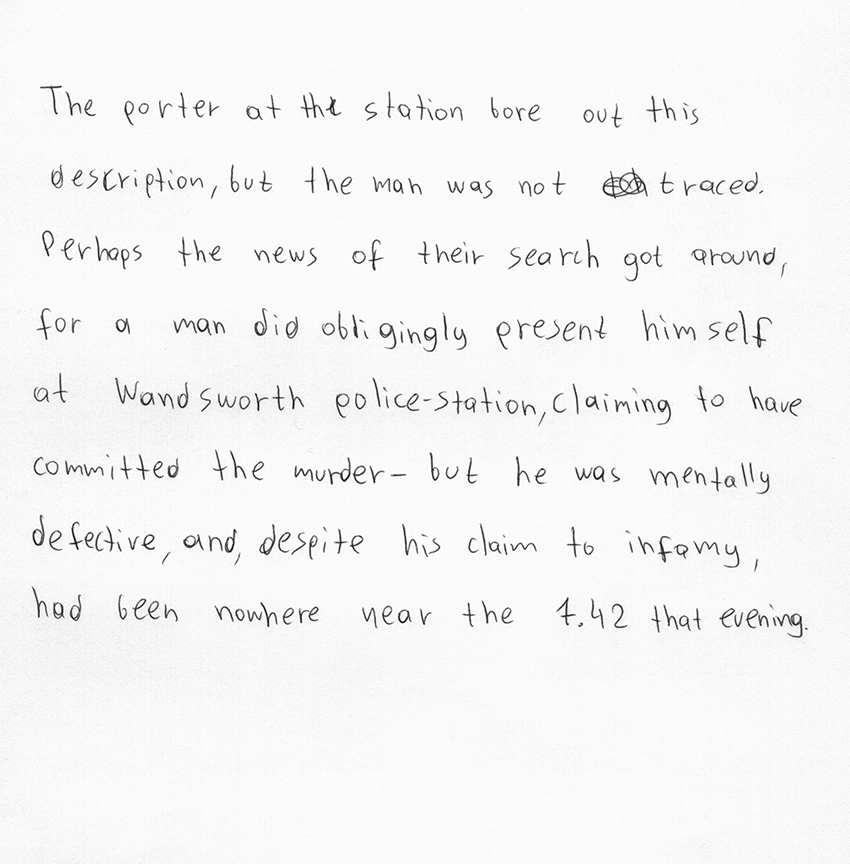 The porter at the station bore out this
description, but the man was not traced.
Perhaps the news of their search got around,
for a man did obligingly present himself
at Wandsworth police-station, claiming to have
committed the murder – but he was mentally
defective, and, despite his claim to infamy,
had been nowhere near the 7.42 that evening.